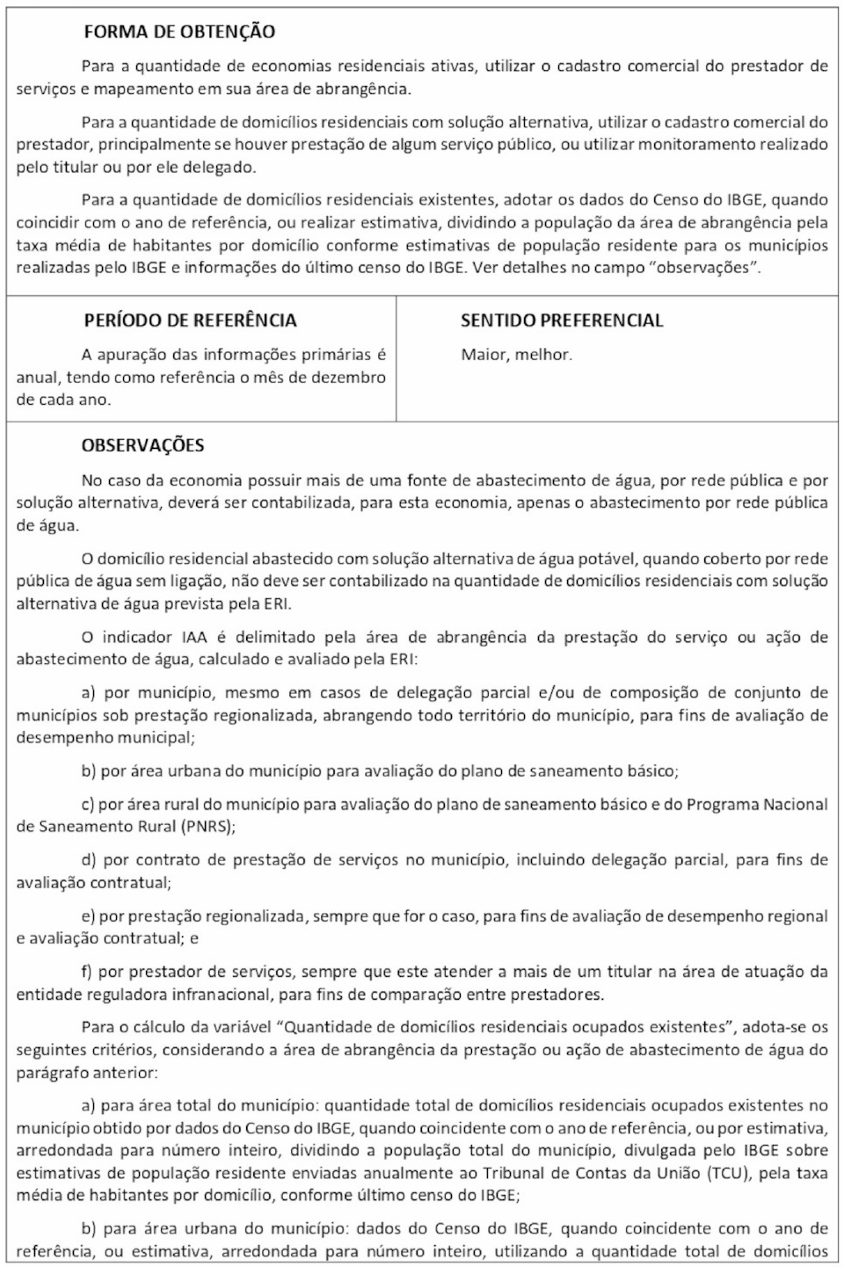 FORMA DE OBTENÇÃO
Para a quantidade de economias residenciais ativas, utilizar o cadastro comercial do prestador de
serviços e mapeamento em sua área de abrangência.
Para a quantidade de domicílios residenciais com solução alternativa, utilizar o cadastro comercial do
prestador, principalmente se houver prestação de algum serviço público, ou utilizar monitoramento realizado
pelo titular ou por ele delegado.
Para a quantidade de domicílios residenciais existentes, adotar os dados do Censo do IBGE, quando
coincidir com o ano de referência, ou realizar estimativa, dividindo a população da área de abrangência pela
taxa média de habitantes por domicílio conforme estimativas de população residente para os municípios
realizadas pelo IBGE e informações do último censo do IBGE. Ver detalhes no campo “observações”.
PERÍODO DE REFERÊNCIA
A apuração das informações primárias é
anual, tendo como referência o mês de dezembro
de cada ano.
SENTIDO PREFERENCIAL
Maior, melhor.
OBSERVAÇÕES
No caso da economia possuir mais de uma fonte de abastecimento de água, por rede pública e por
solução alternativa, deverá ser contabilizada, para esta economia, apenas o abastecimento por rede pública
de água.
O domicílio residencial abastecido com solução alternativa de água potável, quando coberto por rede
pública de água sem ligação, não deve ser contabilizado na quantidade de domicílios residenciais com solução
alternativa de água prevista pela ERI.
O indicador IAA é delimitado pela área de abrangência da prestação do serviço ou ação de
abastecimento de água, calculado e avaliado pela ERI:
a) por município, mesmo em casos de delegação parcial e/ou de composição de conjunto de
municípios sob prestação regionalizada, abrangendo todo território do município, para fins de avaliação de
desempenho municipal;
b) por área urbana do município para avaliação do plano de saneamento básico;
c) por área rural do município para avaliação do plano de saneamento básico e do Programa Nacional
de Saneamento Rural (PNRS);
d) por contrato de prestação de serviços no município, incluindo delegação parcial, para fins de
avaliação contratual;
e) por prestação regionalizada, sempre que for o caso, para fins de avaliação de desempenho regional
e avaliação contratual; e
f) por prestador de serviços, sempre que este atender a mais de um titular na área de atuação da
entidade reguladora infranacional, para fins de comparação entre prestadores.
Para o cálculo da variável “Quantidade de domicílios residenciais ocupados existentes”, adota-se os
seguintes critérios, considerando a área de abrangência da prestação ou ação de abastecimento de água do
parágrafo anterior:
a) para área total do município: quantidade total de domicílios residenciais ocupados existentes no
município obtido por dados do Censo do IBGE, quando coincidente com o ano de referência, ou por estimativa,
arredondada para número inteiro, dividindo a população total do município, divulgada pelo IBGE sobre
estimativas de população residente enviadas anualmente ao Tribunal de Contas da União (TCU), pela taxa
média de habitantes por domicílio, conforme último censo do IBGE;
b) para área urbana do município: dados do Censo do IBGE, quando coincidente com o ano de
referência, ou estimativa, arredondada para número inteiro, utilizando a quantidade total de domicílios